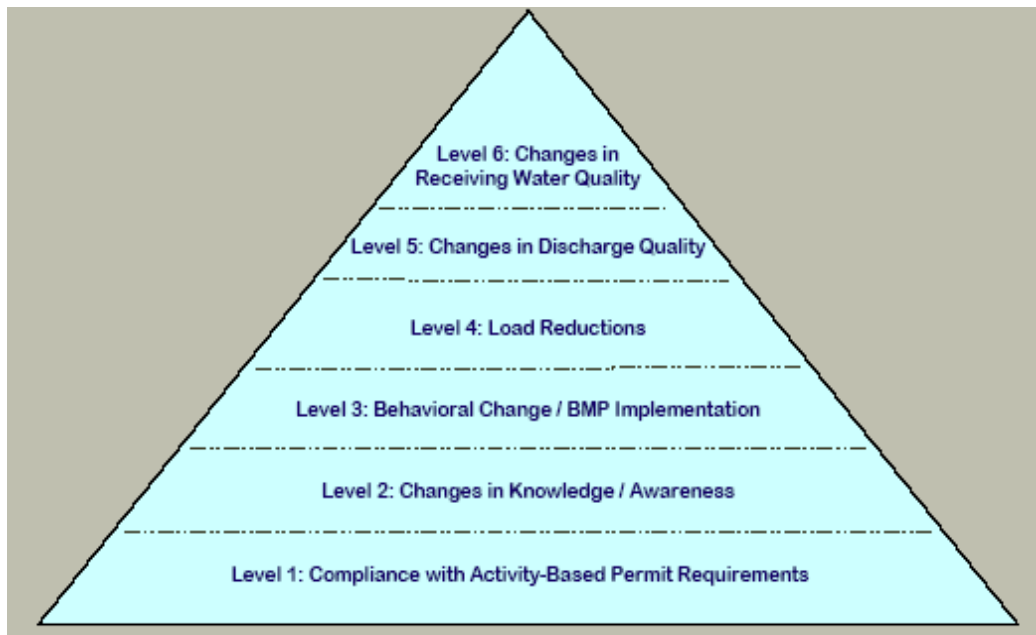 Level 6: Changes in
Receiving Water Quality
Level 5: Changes in Discharge Quality
Level 4: Load Reductions
Level 3: Behavioral Change / BMP Implementation
Level 2: Changes in Knowledge / Awareness
Level 1: Compliance with Activity-Based Permit Requirements